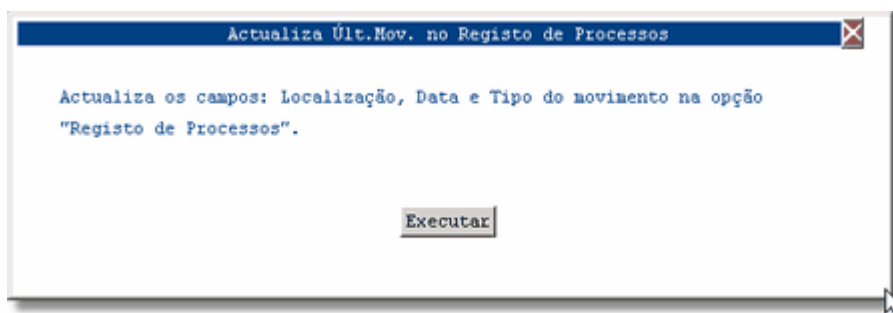 Actualiza Últ.Mov. no Registo de Processos
Actualiza os campos: Localização, Data e Tipo do movimento na opção
"Registo de Processos".
Executar